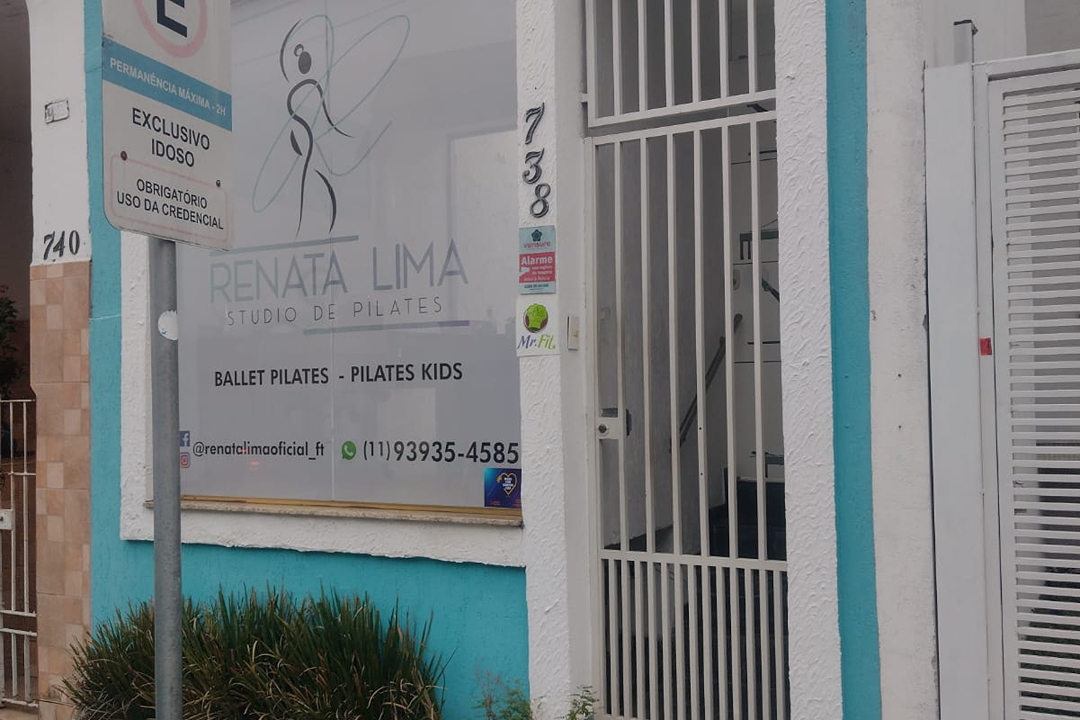 E
PERMANÊNCIA MÁXIMA - 2H
EXCLUSIVO
IDOSO
OBRIGATÓRIO
USO DA CREDENCIAL
740
RENATA LIMA
STUDIO DE PILATES
BALLET PILATES - PILATES KIDS
@renatalimaoficial_ft
(11)93935-4585
738
verisure
Alarme
Mr.Fit